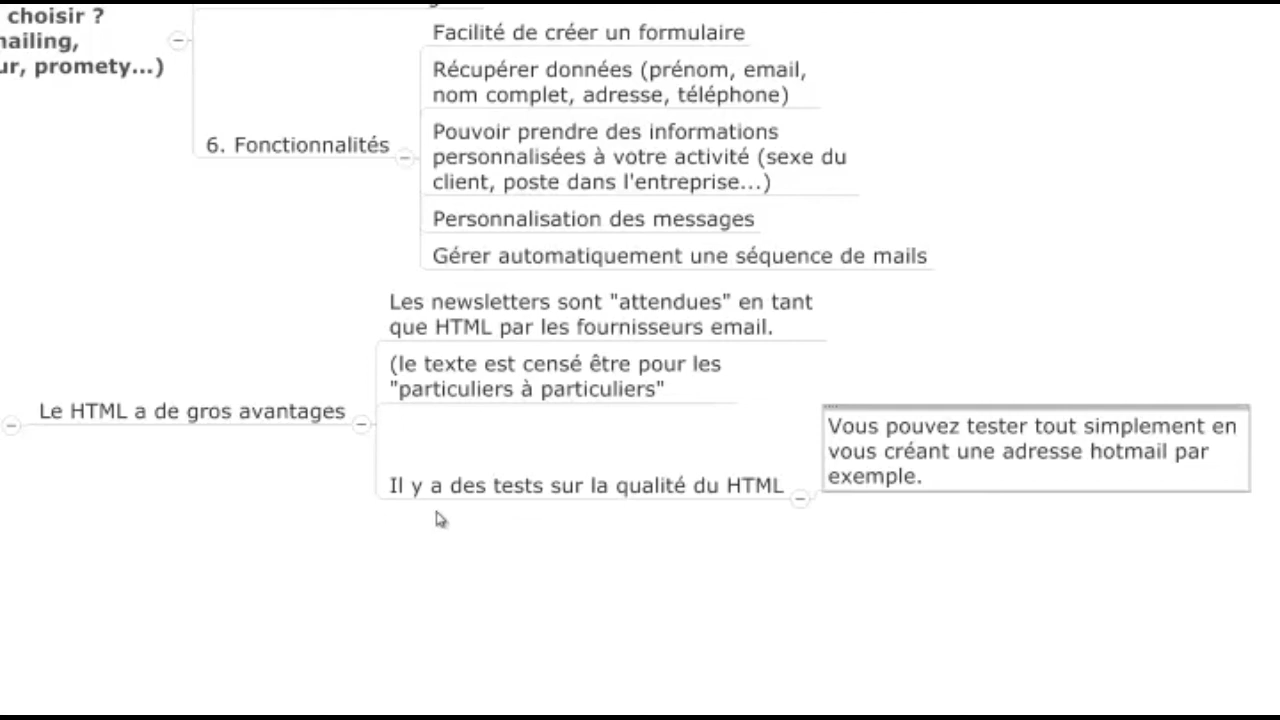 choisir ?
mailing,
ur, promety...)
6. Fonctionnalités
Facilité de créer un formulaire
Récupérer données (prénom, email,
nom complet, adresse, téléphone)
Pouvoir prendre des informations
personnalisées à votre activité (sexe du
client, poste dans l'entreprise...)
Personnalisation des messages
Gérer automatiquement une séquence de mails
Le HTML a de gros avantages
Les newsletters sont "attendues" en tant
que HTML par les fournisseurs email.
(le texte est censé être pour les
"particuliers à particuliers"
Il y a des tests sur la qualité du HTML
Vous pouvez tester tout simplement en
vous créant une adresse hotmail par
exemple.